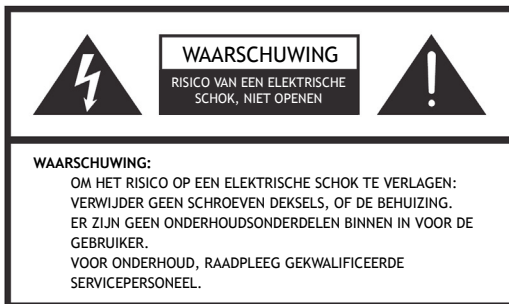 WAARSCHUWING
RISICO VAN EEN ELEKTRISCHE
SCHOK, NIET OPENEN
WAARSCHUWING:
OM HET RISICO OP EEN ELEKTRISCHE SCHOK TE VERLAGEN:
VERWIJDER GEEN SCHROEVEN DEKSELS, OF DE BEHUIZING.
ER ZIJN GEEN ONDERHOUDSONDERDELEN BINNEN IN VOOR DE
GEBRUIKER.
VOOR ONDERHOUD, RAADPLEEG GEKWALIFICEERDE
SERVICEPERSONEEL.